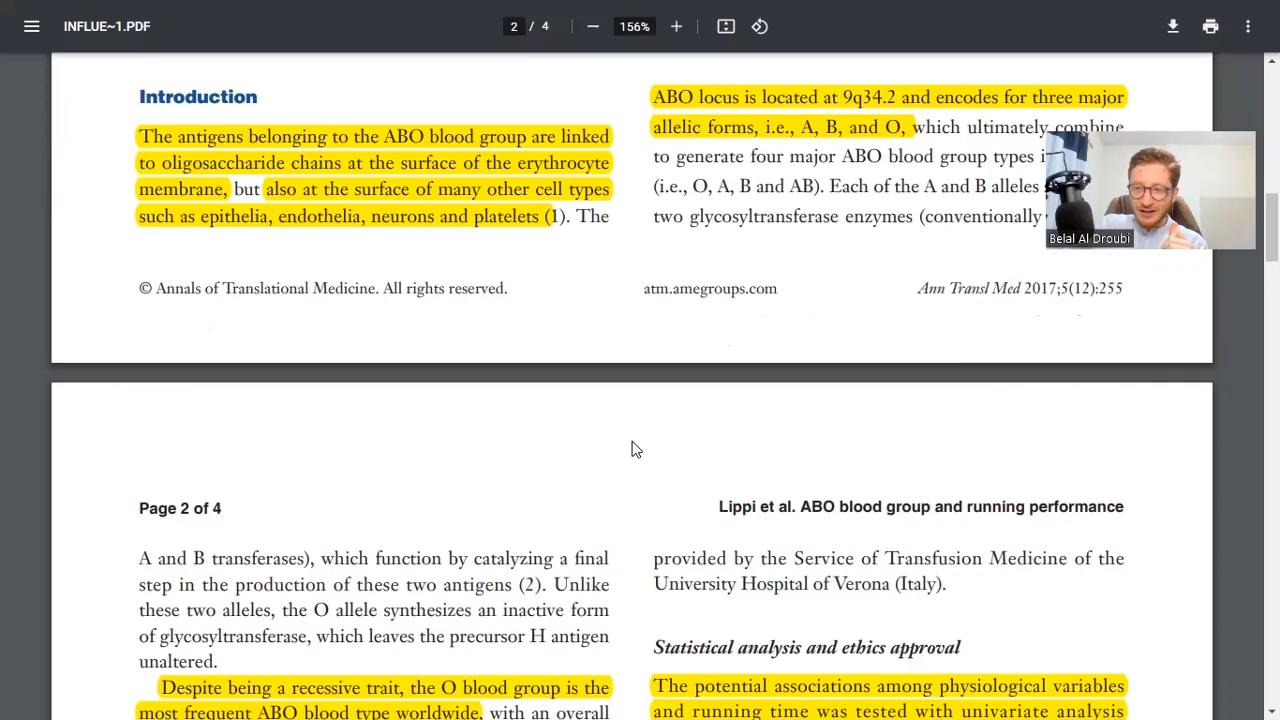 INFLUE~1.PDF
2 / 4
156%
Introduction
The antigens belonging to the ABO blood group are linked
to oligosaccharide chains at the surface of the erythrocyte
membrane, but also at the surface of many other cell types
such as epithelia, endothelia, neurons and platelets (1). The
ABO locus is located at 9q34.2 and encodes for three major
allelic forms, i.e., A, B, and O, which ultimately combine
to generate four major ABO blood group types i
(i.e., O, A, B and AB). Each of the A and B alleles
two glycosyltransferase enzymes (conventionally
Belal Al Droubi
© Annals of Translational Medicine. All rights reserved.
atm.amegroups.com
Ann Transl Med 2017;5(12):255
Page 2 of 4
Lippi et al. ABO blood group and running performance
A and B transferases), which function by catalyzing a final
step in the production of these two antigens (2). Unlike
these two alleles, the O allele synthesizes an inactive form
of glycosyltransferase, which leaves the precursor H antigen
unaltered.
Despite being a recessive trait, the O blood group is the
most frequent ABO blood type worldwide, with an overall
provided by the Service of Transfusion Medicine of the
University Hospital of Verona (Italy).
Statistical analysis and ethics approval
The potential associations among physiological variables
and running time was tested with univariate analysis